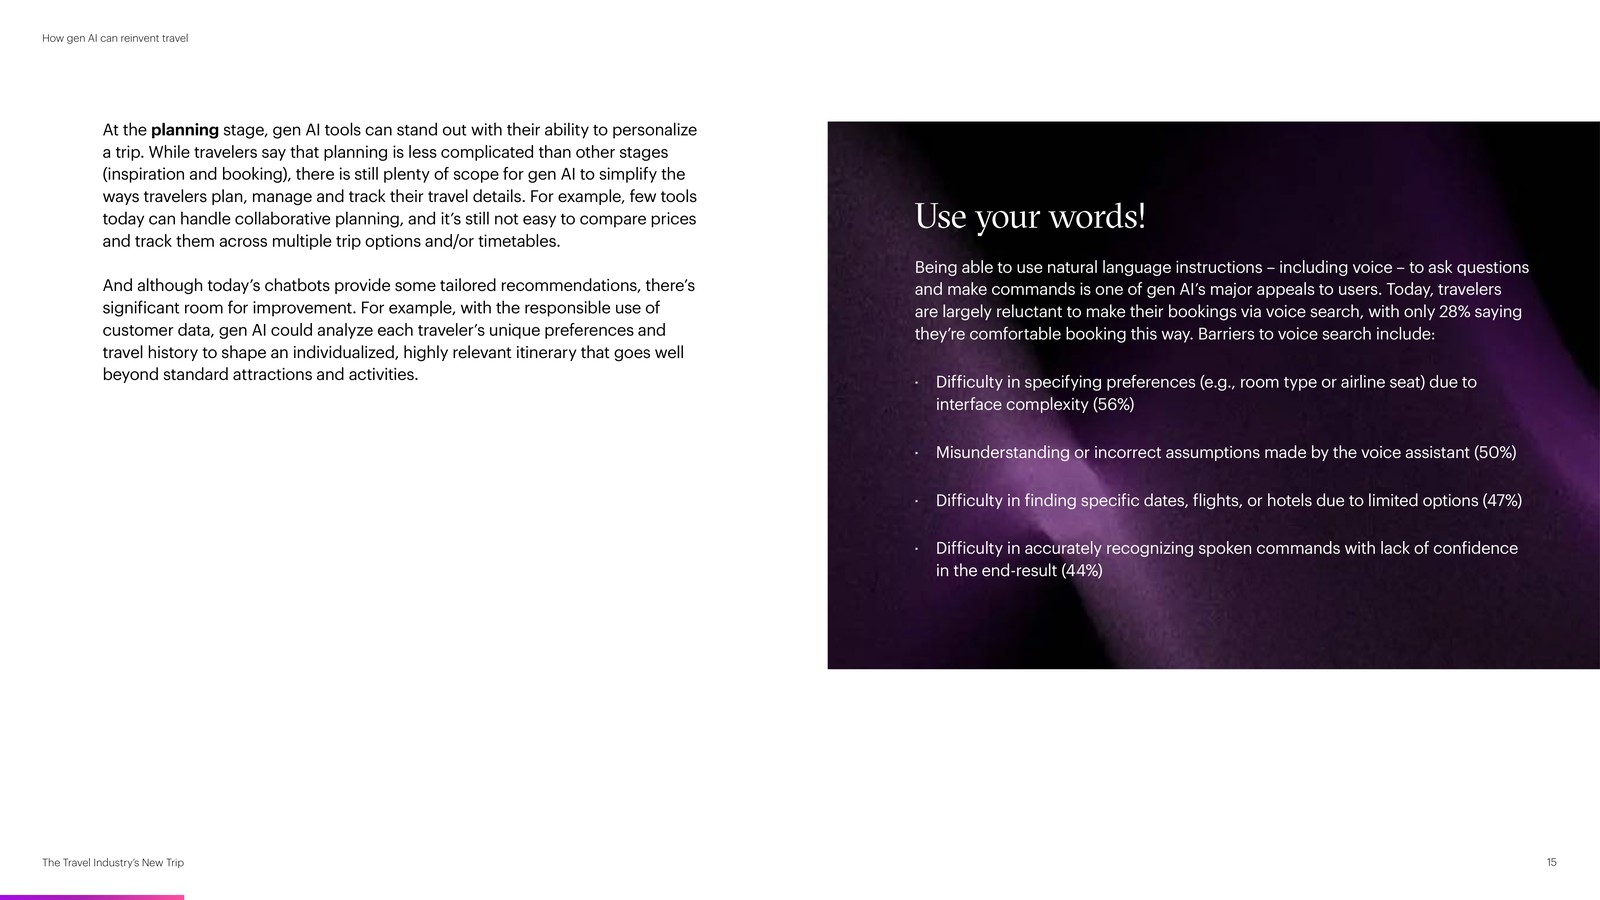 How gen AI can reinvent travel
At the planning stage, gen AI tools can stand out with their ability to personalize
a trip. While travelers say that planning is less complicated than other stages
(inspiration and booking), there is still plenty of scope for gen AI to simplify the
ways travelers plan, manage and track their travel details. For example, few tools
today can handle collaborative planning, and it’s still not easy to compare prices
and track them across multiple trip options and/or timetables.
And although today’s chatbots provide some tailored recommendations, there’s
significant room for improvement. For example, with the responsible use of
customer data, gen AI could analyze each traveler’s unique preferences and
travel history to shape an individualized, highly relevant itinerary that goes well
beyond standard attractions and activities.
Use your words!
Being able to use natural language instructions – including voice – to ask questions
and make commands is one of gen AI’s major appeals to users. Today, travelers
are largely reluctant to make their bookings via voice search, with only 28% saying
they’re comfortable booking this way. Barriers to voice search include:
· Difficulty in specifying preferences (e.g., room type or airline seat) due to
interface complexity (56%)
· Misunderstanding or incorrect assumptions made by the voice assistant (50%)
· Difficulty in finding specific dates, flights, or hotels due to limited options (47%)
· Difficulty in accurately recognizing spoken commands with lack of confidence
in the end-result (44%)
The Travel Industry’s New Trip
15